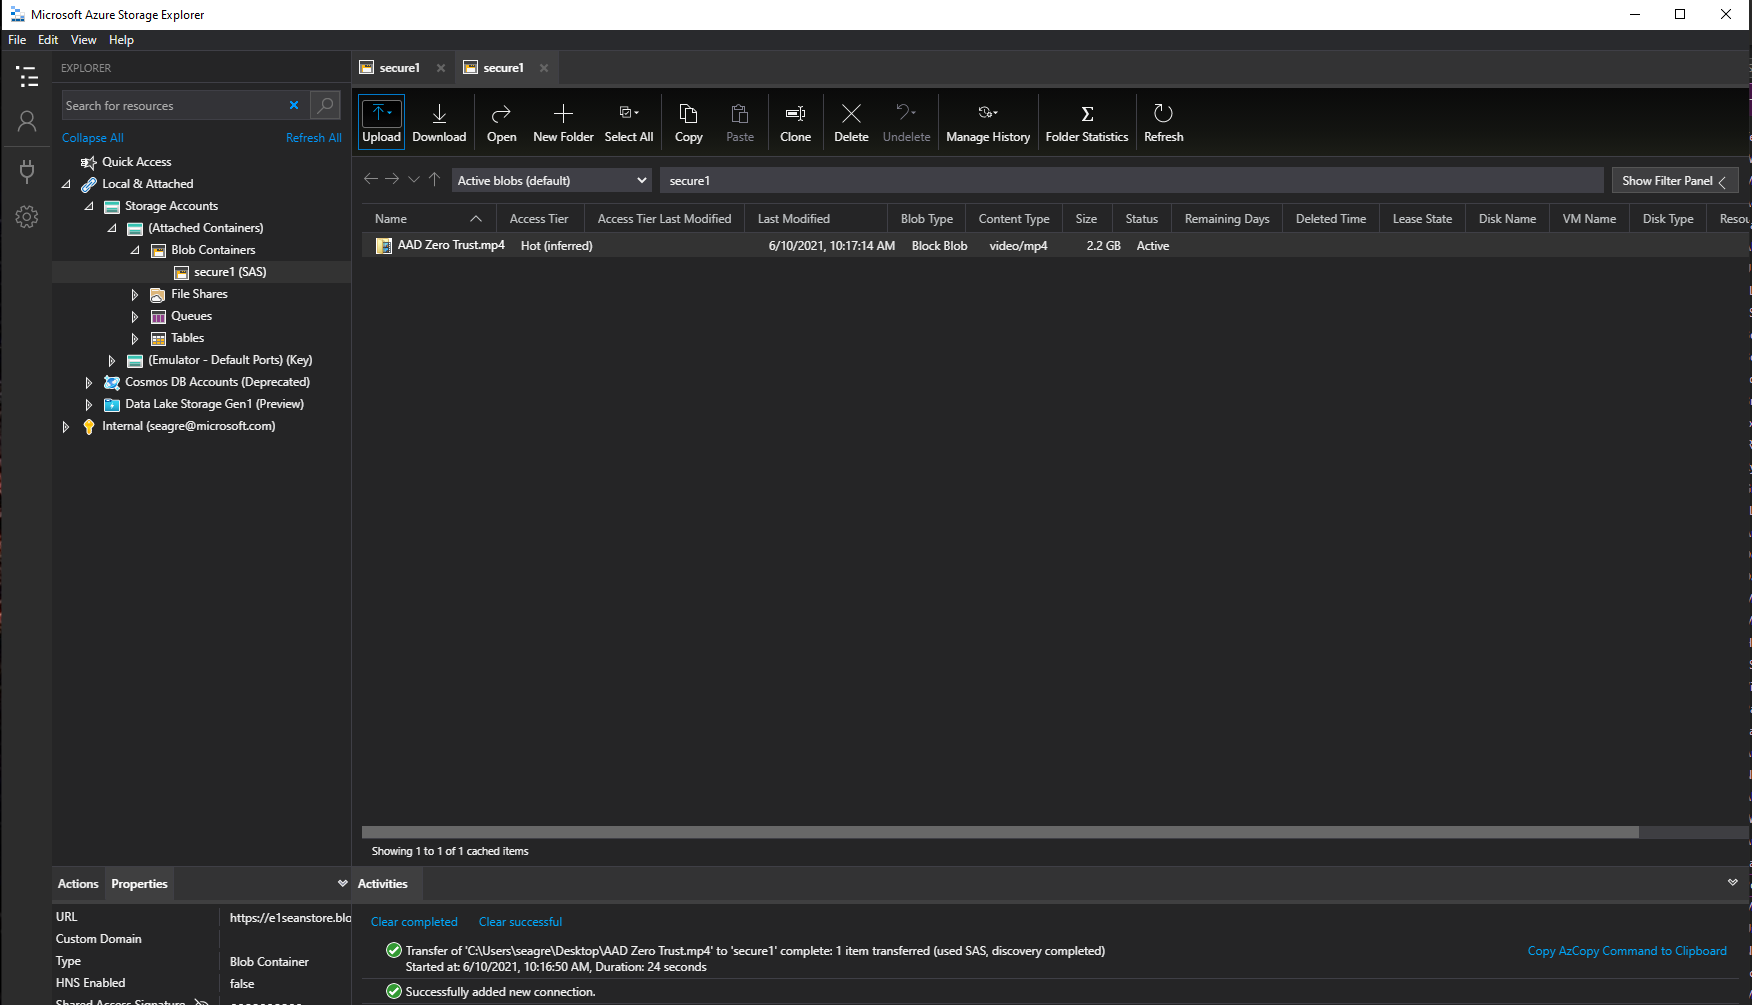 Microsoft Azure Storage Explorer
File Edit View Help
EXPLORER
Search for resources
Collapse All Refresh All
Quick Access
Local & Attached
Storage Accounts
(Attached Containers)
Blob Containers
secure1 (SAS)
File Shares
Queues
Tables
(Emulator - Default Ports) (Key)
Cosmos DB Accounts (Deprecated)
Data Lake Storage Gen1 (Preview)
Internal (seagre@microsoft.com)
secure1 secure1
Upload Download Open New Folder Select All Copy Paste Clone Delete Undelete Manage History Folder Statistics Refresh
Active blobs (default) secure1 Show Filter Panel
Name Access Tier Access Tier Last Modified Last Modified Blob Type Content Type Size Status Remaining Days Deleted Time Lease State Disk Name VM Name Disk Type Resou
AAD Zero Trust.mp4 Hot (inferred) 6/10/2021, 10:17:14 AM Block Blob video/mp4 2.2 GB Active
Showing 1 to 1 of 1 cached items
Actions Properties
URL https://e1seanstore.blo
Custom Domain
Type Blob Container
HNS Enabled false
Shared Access Signature
Activities
Clear completed Clear successful
Transfer of 'C:\Users\seagre\Desktop\AAD Zero Trust.mp4' to 'secure1' complete: 1 item transferred (used SAS, discovery completed)
Started at: 6/10/2021, 10:16:50 AM, Duration: 24 seconds
Copy AzCopy Command to Clipboard
Successfully added new connection.